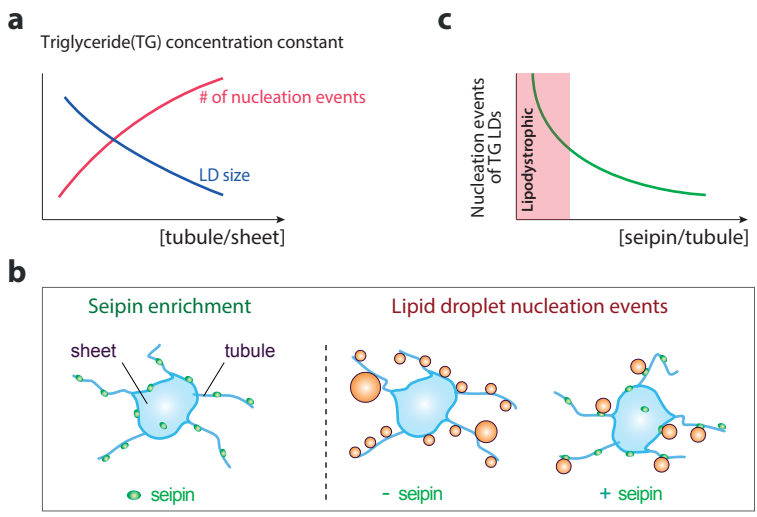 a
Triglyceride(TG) concentration constant
# of nucleation events
LD size
[tubule/sheet]
c
Nucleation events
of TG LDs
Lipodystrophic
[seipin/tubule]
b
Seipin enrichment
sheet
tubule
seipin
Lipid droplet nucleation events
- seipin
+ seipin